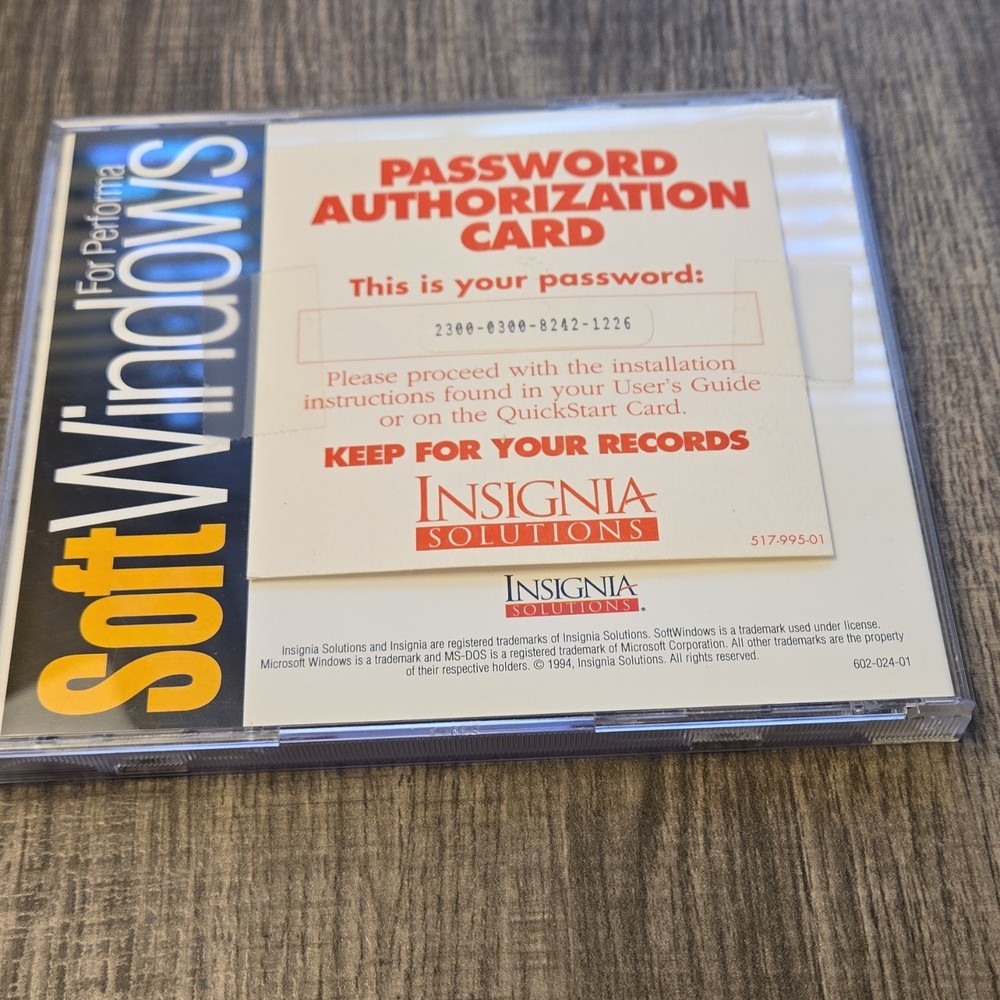 SoftWindows
For Performa
PASSWORD
AUTHORIZATION
CARD
This is your password:
2300-0300-8242-1226
Please proceed with the installation
instructions found in your User's Guide
or on the QuickStart Card.
KEEP FOR YOUR RECORDS
INSIGNIA
SOLUTIONS
517-995-01
INSIGNIA
SOLUTIONS®
Insignia Solutions and Insignia are registered trademarks of Insignia Solutions. SoftWindows is a trademark used under license.
Microsoft Windows is a trademark and MS-DOS is a registered trademark of Microsoft Corporation. All other trademarks are the property
of their respective holders. © 1994, Insignia Solutions. All rights reserved.
602-024-01